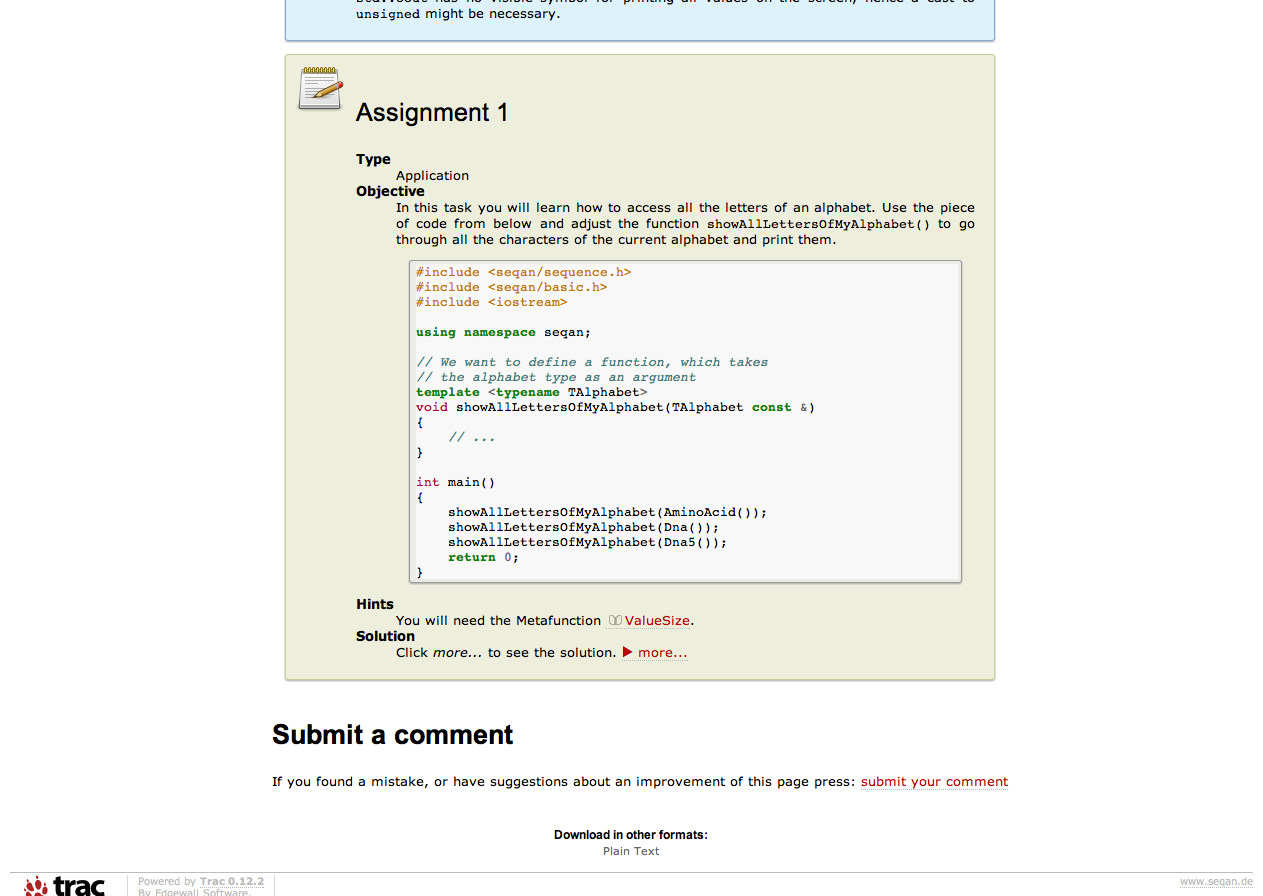 std::cout has no visible symbol for printing all values on the screen, hence a cast to
unsigned might be necessary.
Assignment 1
Type
Application
Objective
In this task you will learn how to access all the letters of an alphabet. Use the piece
of code from below and adjust the function showAllLettersOfMyAlphabet() to go
through all the characters of the current alphabet and print them.
#include <seqan/sequence.h>
#include <seqan/basic.h>
#include <iostream>
using namespace seqan;
// We want to define a function, which takes
// the alphabet type as an argument
template <typename TAlphabet>
void showAllLettersOfMyAlphabet(TAlphabet const &)
{
// ...
}
int main()
{
showAllLettersOfMyAlphabet(AminoAcid());
showAllLettersOfMyAlphabet(Dna());
showAllLettersOfMyAlphabet(Dna5());
return 0;
}
Hints
You will need the Metafunction ValueSize.
Solution
Click more... to see the solution. more...
Submit a comment
If you found a mistake, or have suggestions about an improvement of this page press: submit your comment
Download in other formats:
Plain Text
trac
Powered by Trac 0.12.2
By Edgewall Software.
www.seqan.de